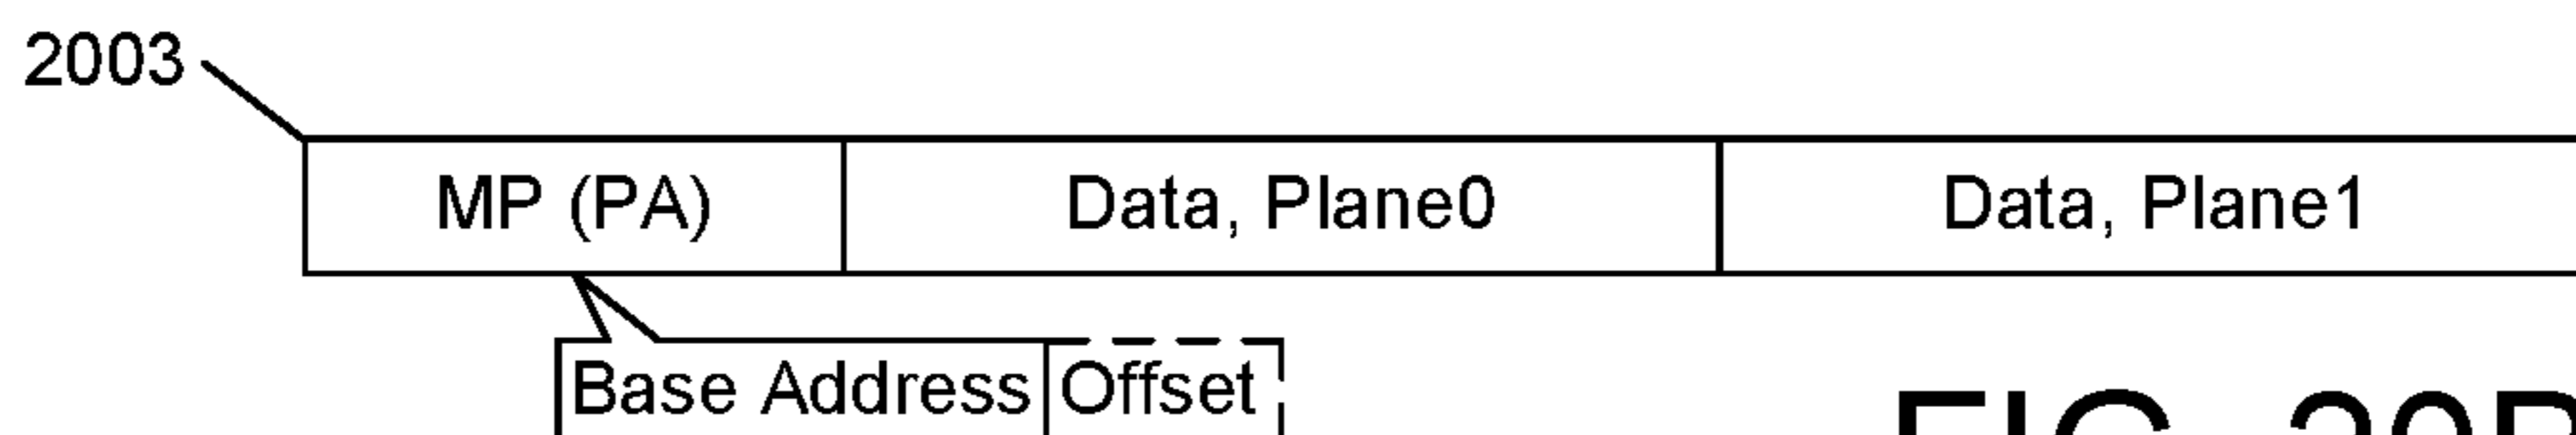 2003
MP (PA) Data, Plane0 Data, Plane1
Base Address Offset